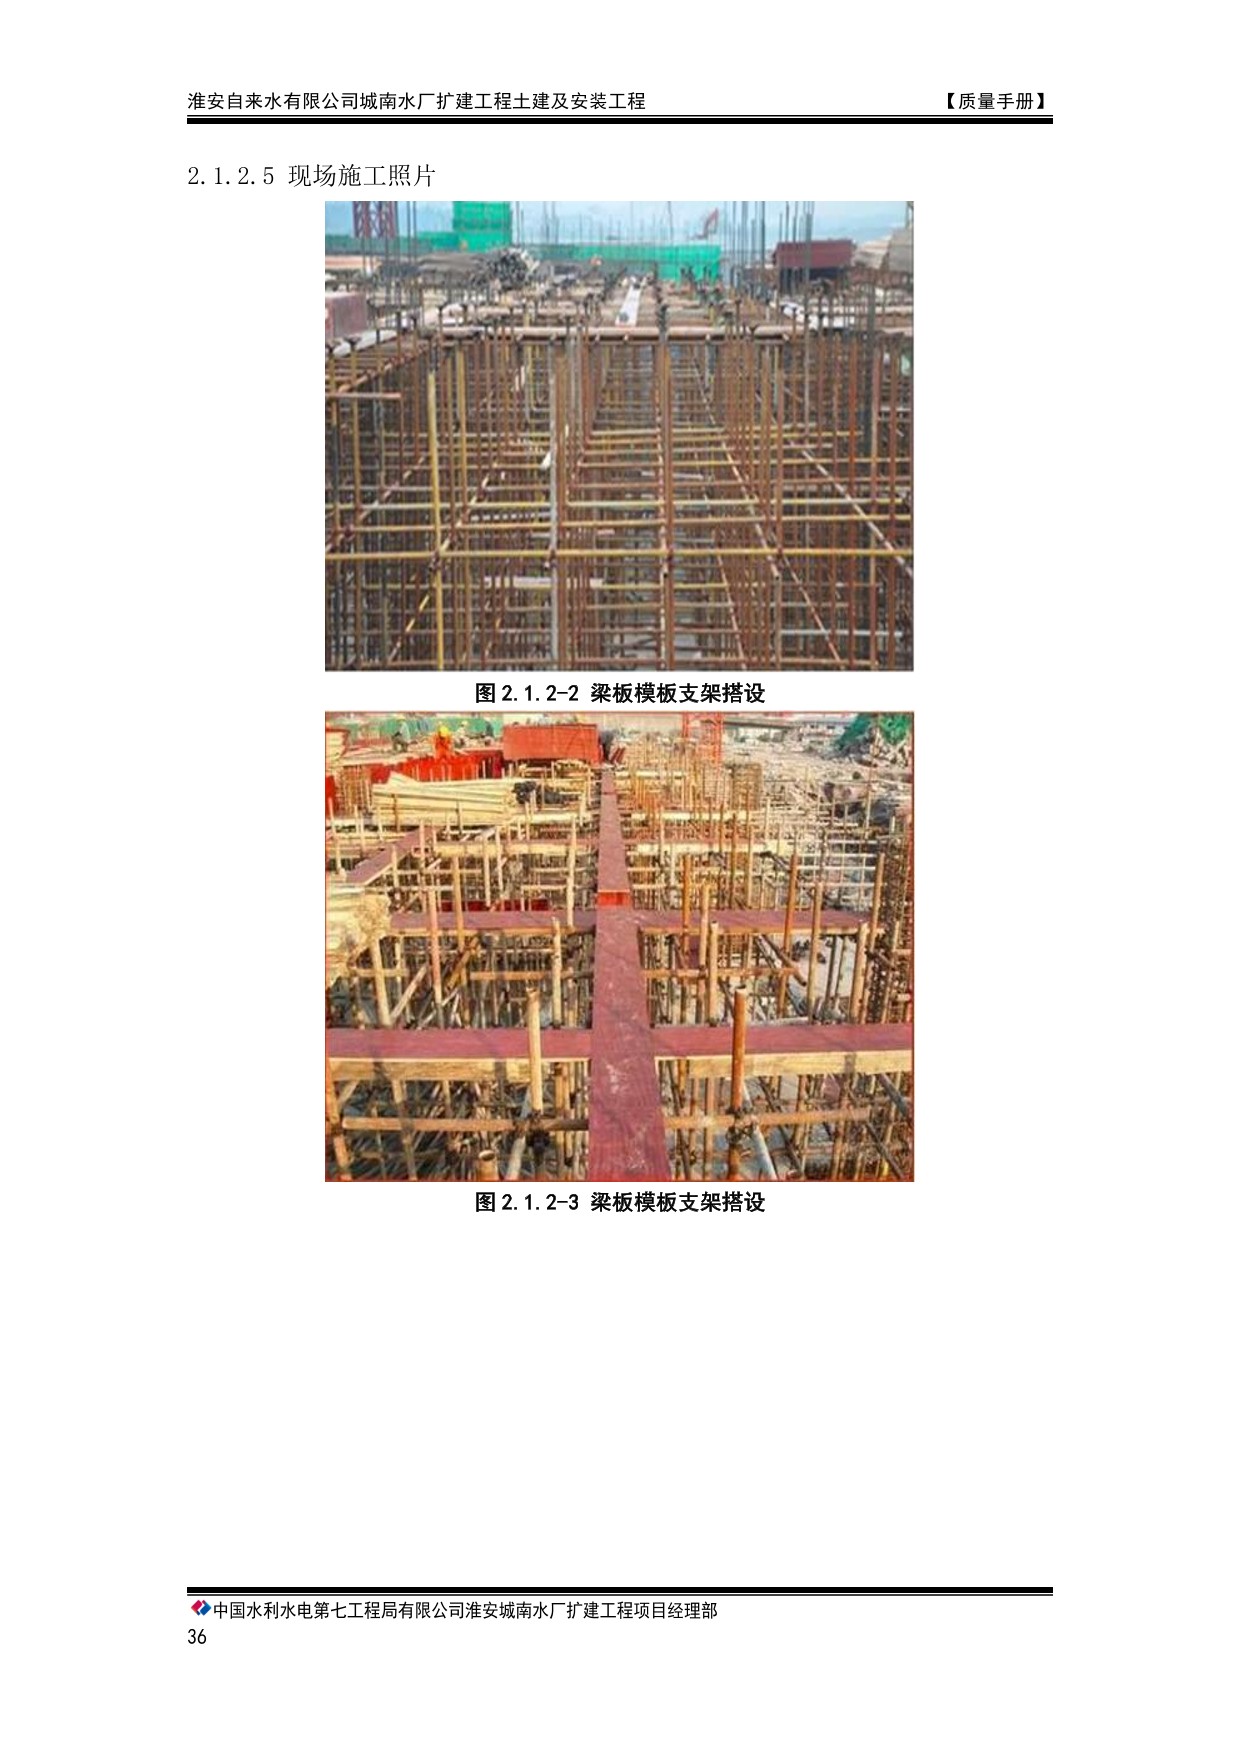 淮安自来水有限公司城南水厂扩建工程土建及安装工程 【质量手册】
2.1.2.5 现场施工照片
图2.1.2-2 梁板模板支架搭设
图2.1.2-3 梁板模板支架搭设
中国水利水电第七工程局有限公司淮安城南水厂扩建工程项目经理部
36